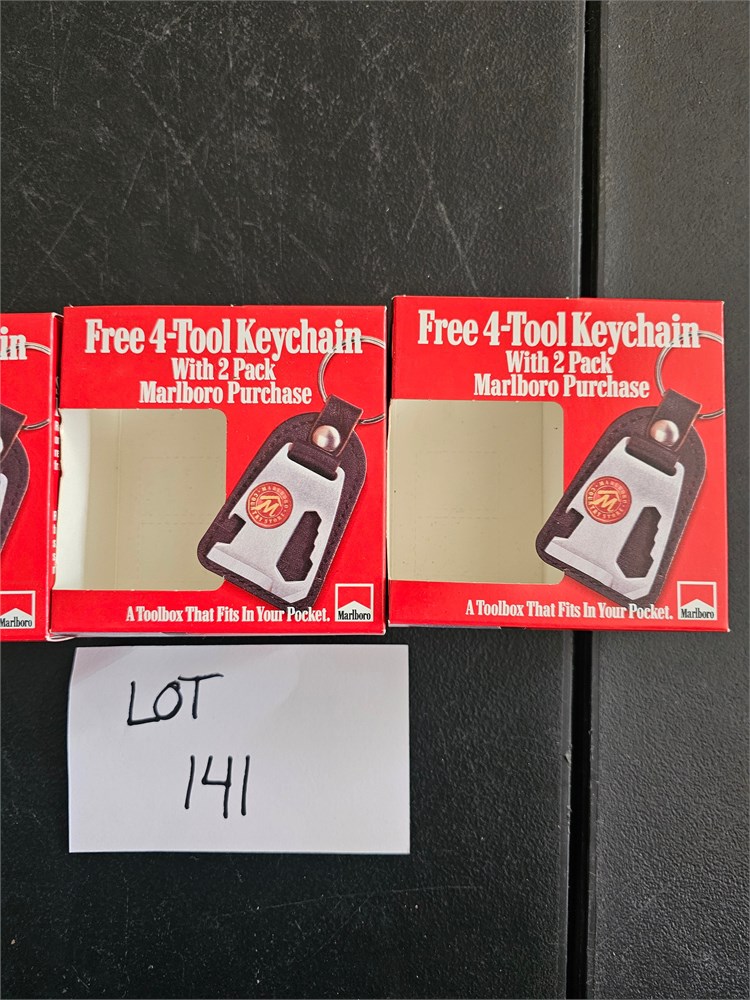 in
Marlboro
Free 4-Tool Keychain
With 2 Pack
Marlboro Purchase
A Toolbox That Fits In Your Pocket.
Marlboro
Free 4-Tool Keychain
With 2 Pack
Marlboro Purchase
A Toolbox That Fits In Your Pocket.
Marlboro
LOT
141